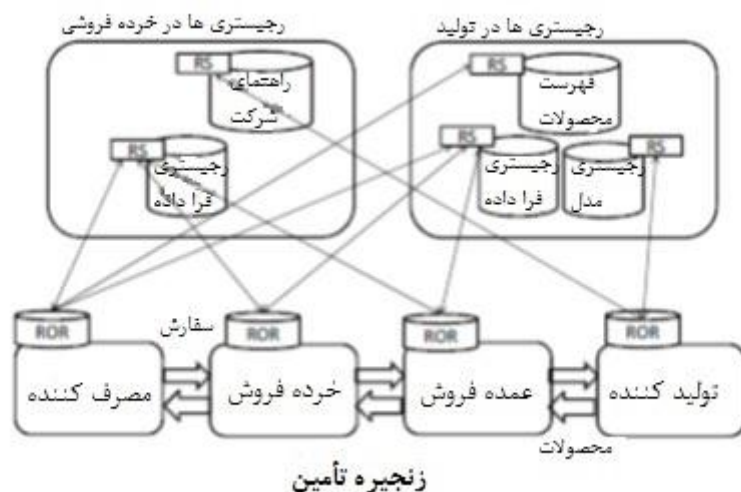 رجیستری ها در تولید
رجیستری ها در خرده فروشی
RS
فهرست
محصولات
RS
رجیستری
فرا داده
RS
رجیستری
مدل
RS
راهنمای
شرکت
RS
رجیستری
فرا داده
ROR
ROR
ROR
ROR
سفارش
تولید کننده
عمده فروش
خرده فروش
مصرف کننده
محصولات
زنجیره تأمین